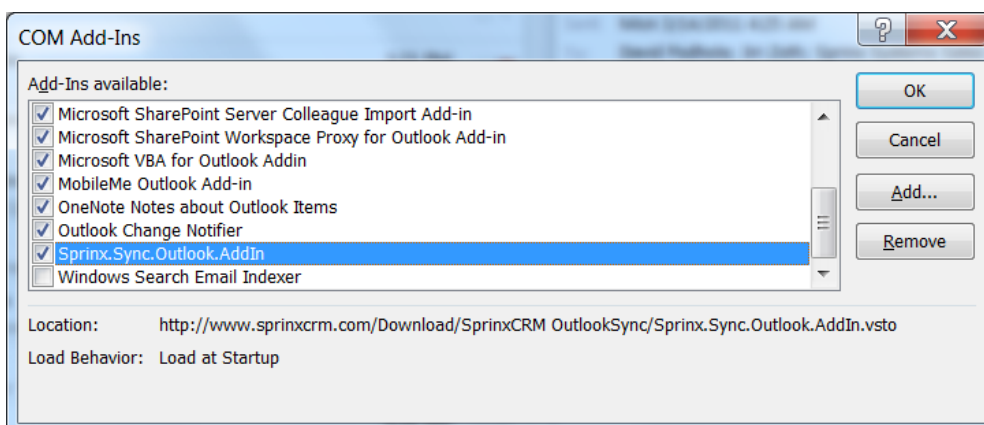 COM Add-Ins
Add-Ins available:
Microsoft SharePoint Server Colleague Import Add-in
Microsoft SharePoint Workspace Proxy for Outlook Add-in
Microsoft VBA for Outlook Addin
MobileMe Outlook Add-in
OneNote Notes about Outlook Items
Outlook Change Notifier
Sprinx.Sync.Outlook.AddIn
Windows Search Email Indexer
OK
Cancel
Add...
Remove
Location: http://www.sprinxcrm.com/Download/SprinxCRM OutlookSync/Sprinx.Sync.Outlook.AddIn.vsto
Load Behavior: Load at Startup